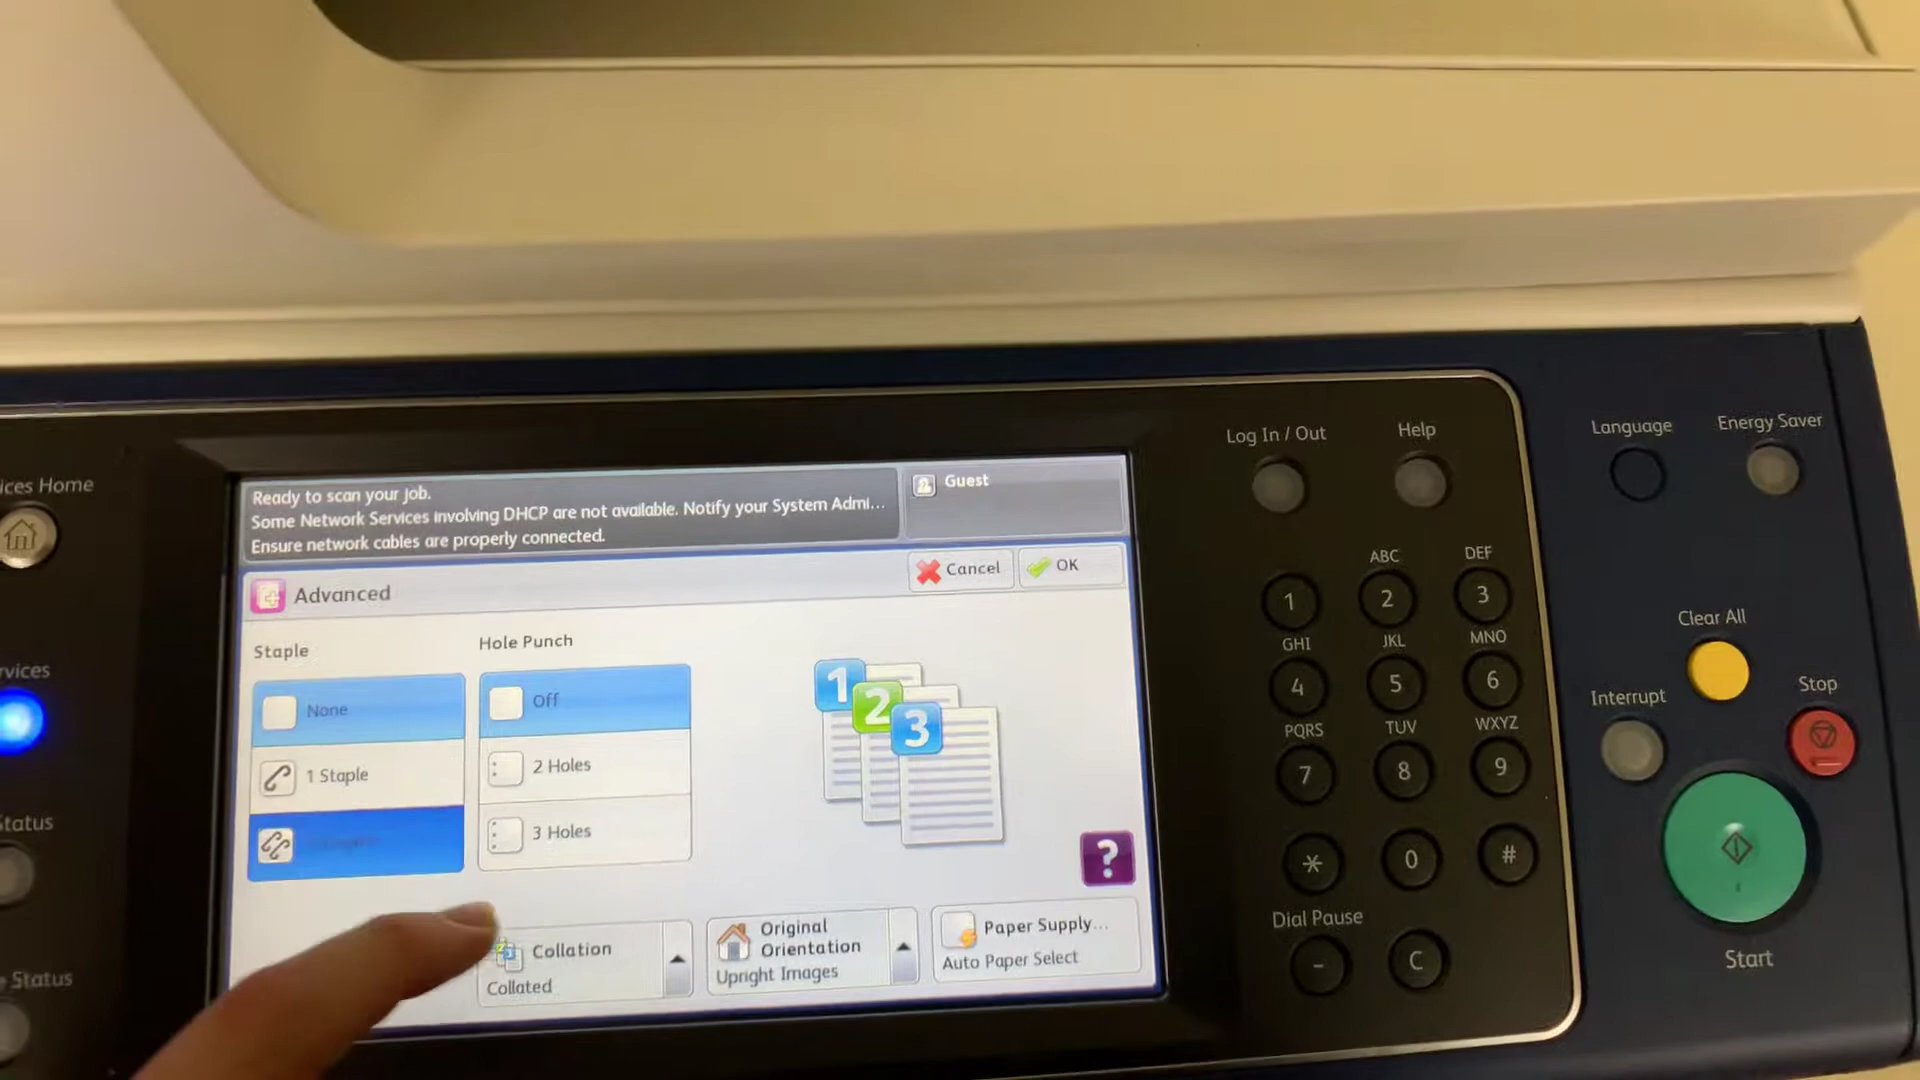 Ready to scan your job.
Some Network Services involving DHCP are not available. Notify your System Admi...
Ensure network cables are properly connected.
Guest
Advanced
Cancel
OK
Staple
None
1 Staple
Hole Punch
Off
2 Holes
3 Holes
1
2
3
?
Collation
Collated
Original
Orientation
Upright Images
Paper Supply...
Auto Paper Select
ices Home
rvices
Status
Status
Log In / Out
Help
Language
Energy Saver
1
ABC
2
DEF
3
GHI
4
JKL
5
MNO
6
PQRS
7
TUV
8
WXYZ
9
*
0
#
Dial Pause
-
C
Clear All
Interrupt
Stop
Start